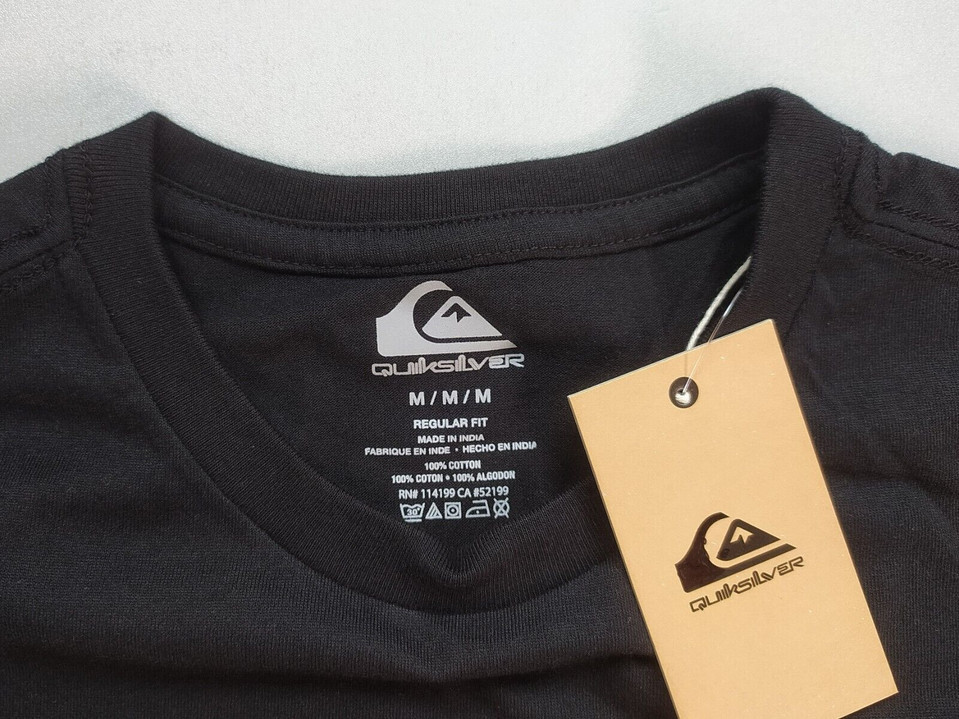 QUIKSILVER
M / M / M
REGULAR FIT
MADE IN INDIA
FABRIQUE EN INDE • HECHO EN INDIA
100% COTTON
100% COTON • 100% ALGODON
RN# 114199 CA #52199
30°
QUIKSILVER